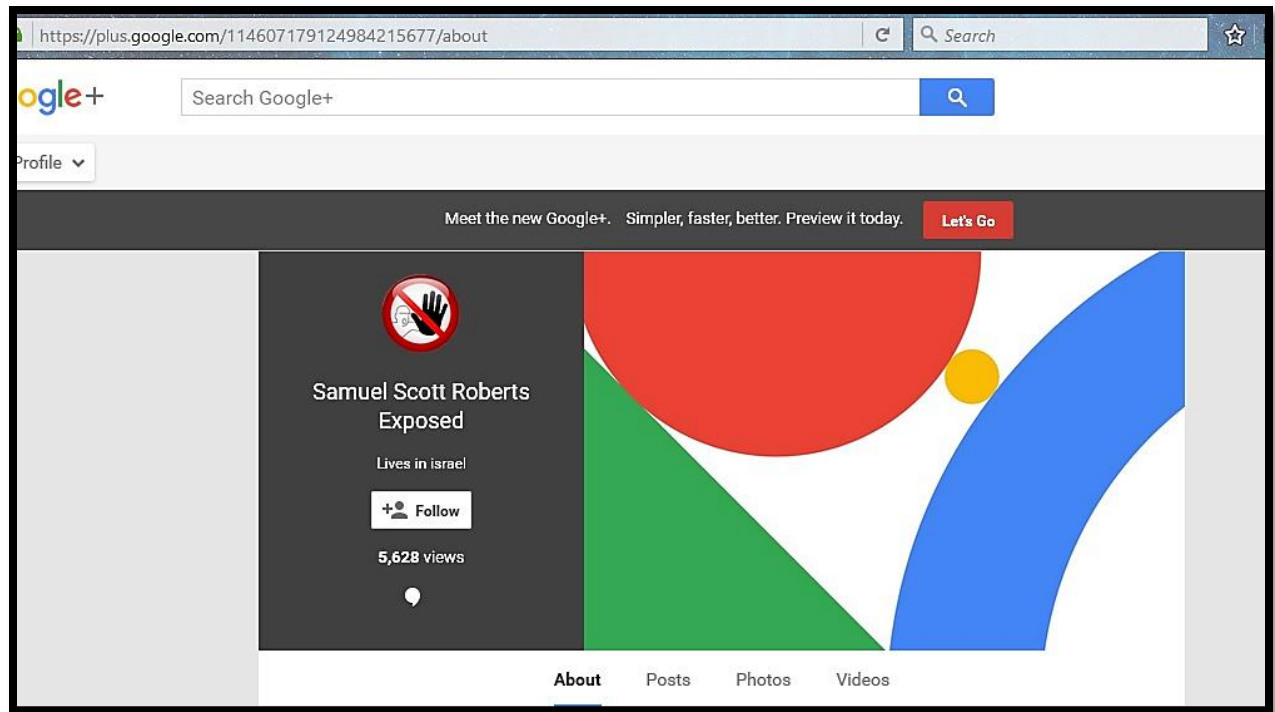 https://plus.google.com/114607179124984215677/about
Search
ogle+
Search Google+
Profile
Meet the new Google+. Simpler, faster, better. Preview it today.
Let's Go
Samuel Scott Roberts
Exposed
Lives in israel
Follow
5,628 views
About Posts Photos Videos